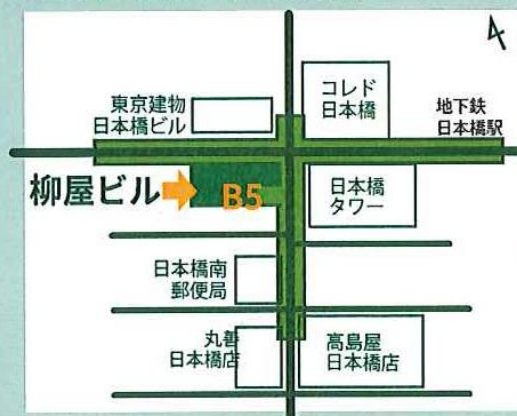 東京建物
日本橋ビル
コレド
日本橋
地下鉄
日本橋駅
柳屋ビル
B5
日本橋
タワー
日本橋南
郵便局
丸善
日本橋店
高島屋
日本橋店